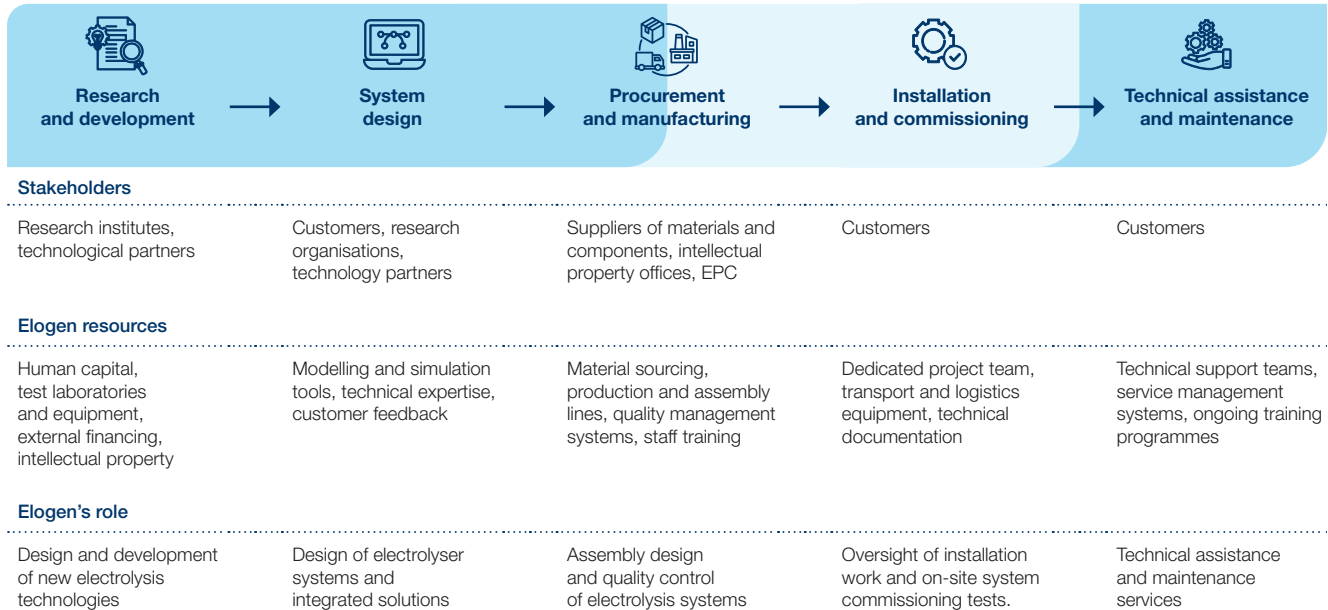 Research
and development
System
design
Procurement
and manufacturing
Installation
and commissioning
Technical assistance
and maintenance
Stakeholders
Research institutes,
technological partners
Customers, research
organisations,
technology partners
Suppliers of materials and
components, intellectual
property offices, EPC
Customers
Customers
Elogen resources
Human capital,
test laboratories
and equipment,
external financing,
intellectual property
Modelling and simulation
tools, technical expertise,
customer feedback
Material sourcing,
production and assembly
lines, quality management
systems, staff training
Dedicated project team,
transport and logistics
equipment, technical
documentation
Technical support teams,
service management
systems, ongoing training
programmes
Elogen’s role
Design and development
of new electrolysis
technologies
Design of electrolyser
systems and
integrated solutions
Assembly design
and quality control
of electrolysis systems
Oversight of installation
work and on-site system
commissioning tests.
Technical assistance
and maintenance
services